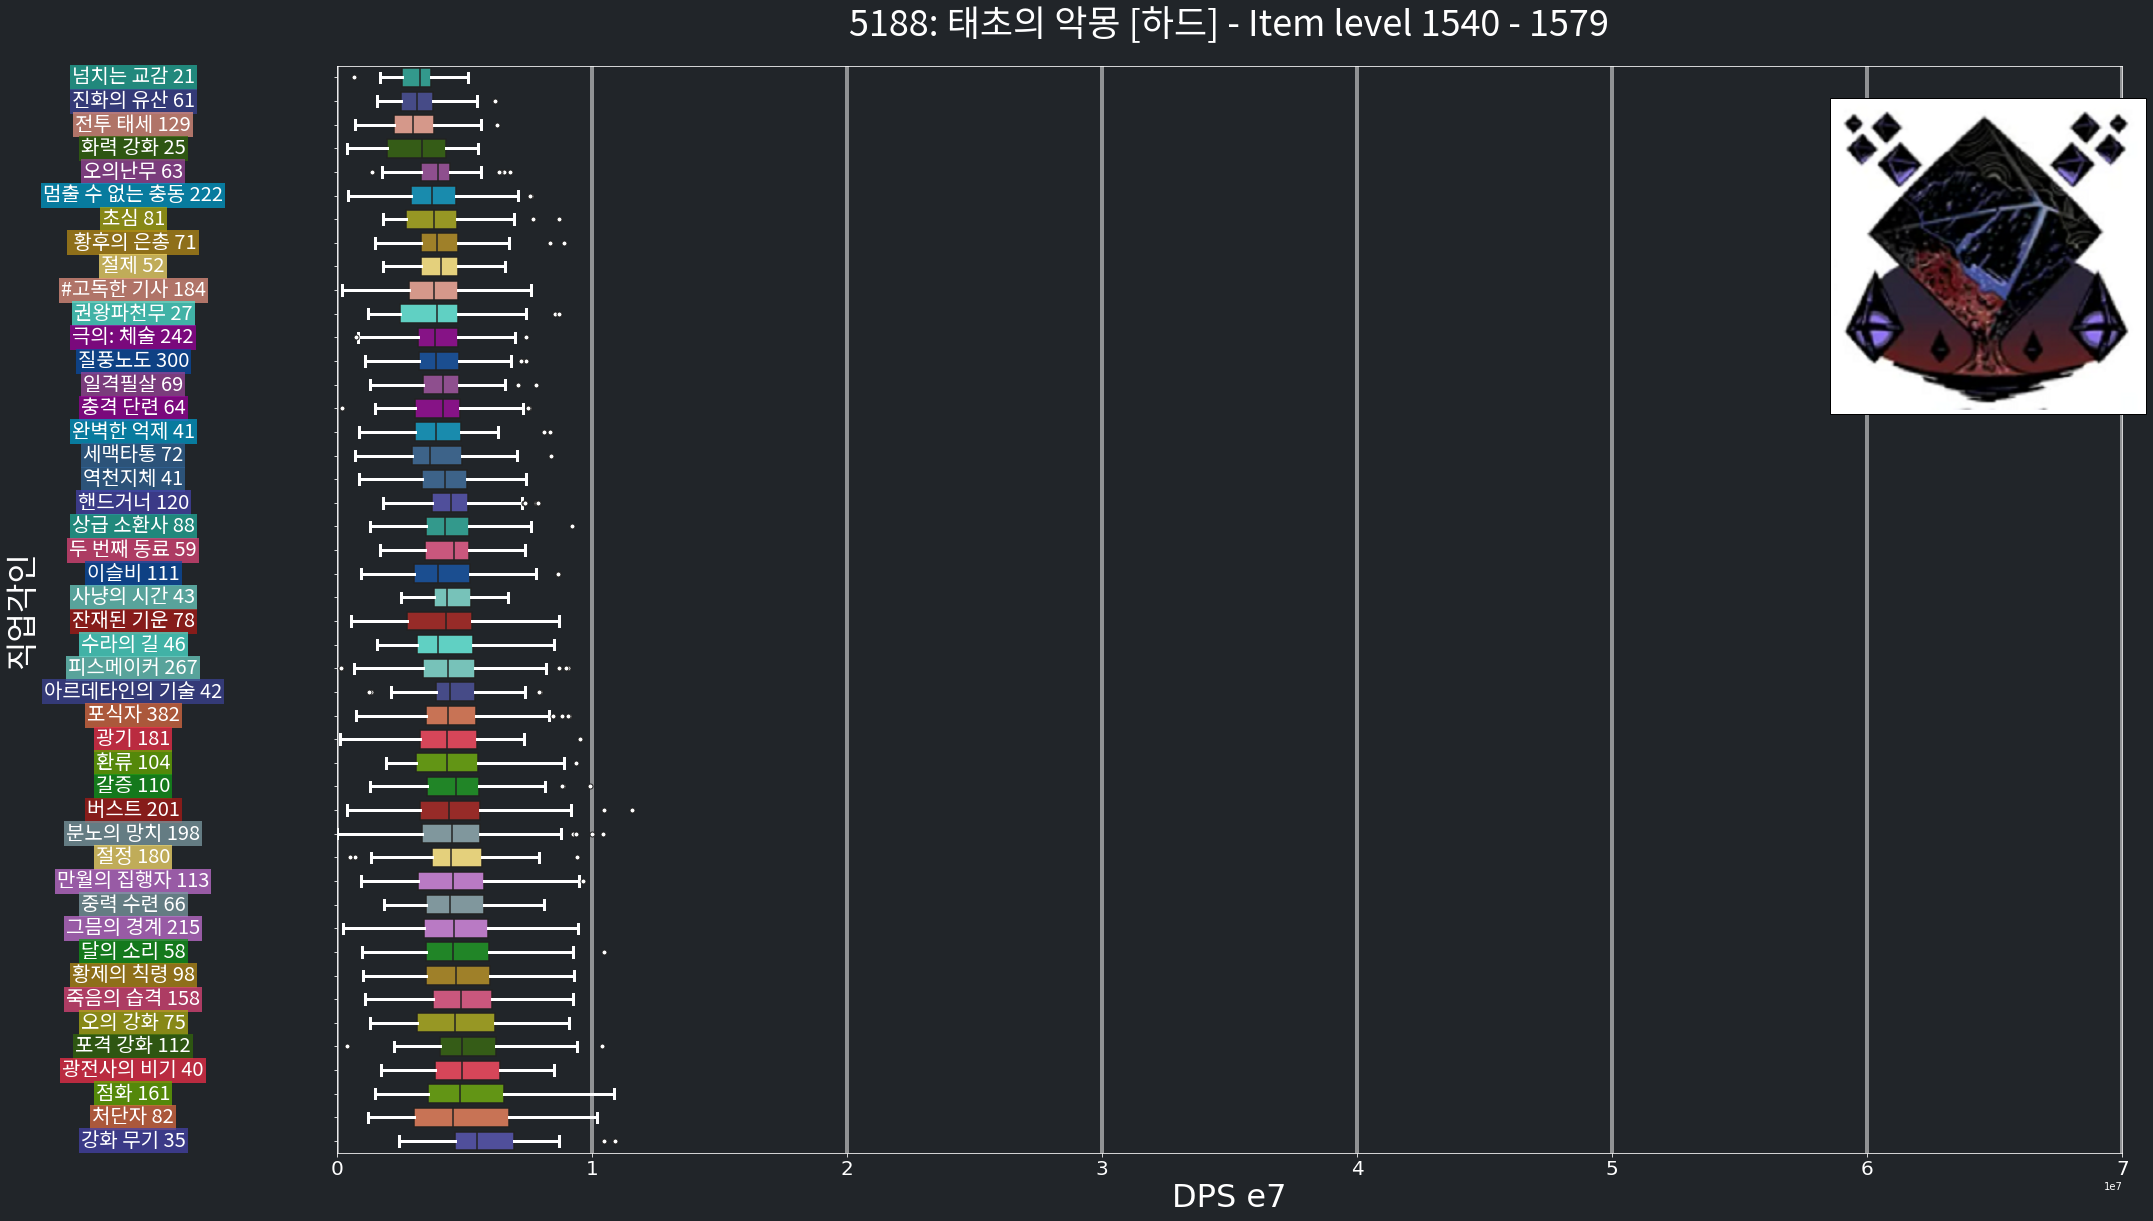 5188: 태초의 악몽 [하드] - Item level 1540 - 1579
직업각인
넘치는 교감 21
진화의 유산 61
전투 태세 129
화력 강화 25
오의난무 63
멈출 수 없는 충동 222
초심 81
황후의 은총 71
절제 52
#고독한 기사 184
권왕파천무 27
극의: 체술 242
질풍노도 300
일격필살 69
충격 단련 64
완벽한 억제 41
세맥타통 72
역천지체 41
핸드거너 120
상급 소환사 88
두 번째 동료 59
이슬비 111
사냥의 시간 43
잔재된 기운 78
수라의 길 46
피스메이커 267
아르데타인의 기술 42
포식자 382
광기 181
환류 104
갈증 110
버스트 201
분노의 망치 198
절정 180
만월의 집행자 113
중력 수련 66
그믐의 경계 215
달의 소리 58
황제의 칙령 98
죽음의 습격 158
오의 강화 75
포격 강화 112
광전사의 비기 40
점화 161
처단자 82
강화 무기 35
0 1 2 3 4 5 6 7
1e7
DPS e7